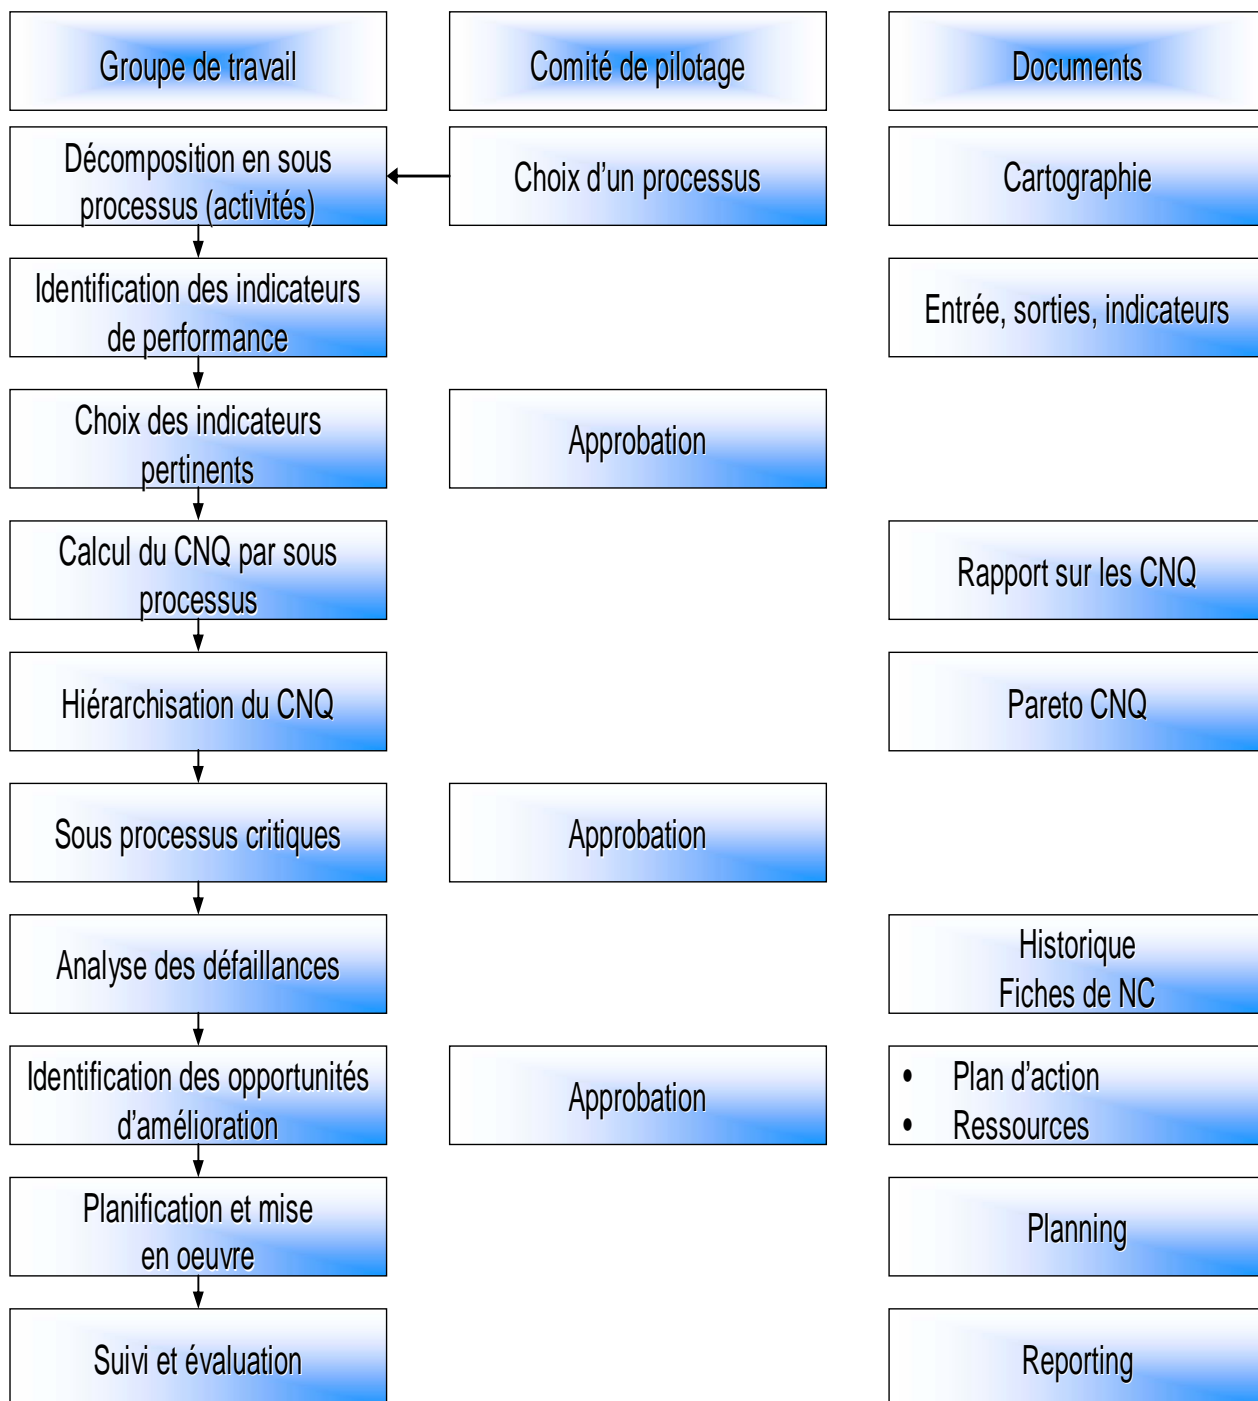 Groupe de travail
Comité de pilotage
Documents
Décomposition en sous
processus (activités)
Choix d'un processus
Cartographie
Identification des indicateurs
de performance
Entrée, sorties, indicateurs
Choix des indicateurs
pertinents
Approbation
Calcul du CNQ par sous
processus
Rapport sur les CNQ
Hiérarchisation du CNQ
Pareto CNQ
Sous processus critiques
Approbation
Analyse des défaillances
Historique
Fiches de NC
Identification des opportunités
d'amélioration
Approbation
• Plan d'action
• Ressources
Planification et mise
en oeuvre
Planning
Suivi et évaluation
Reporting